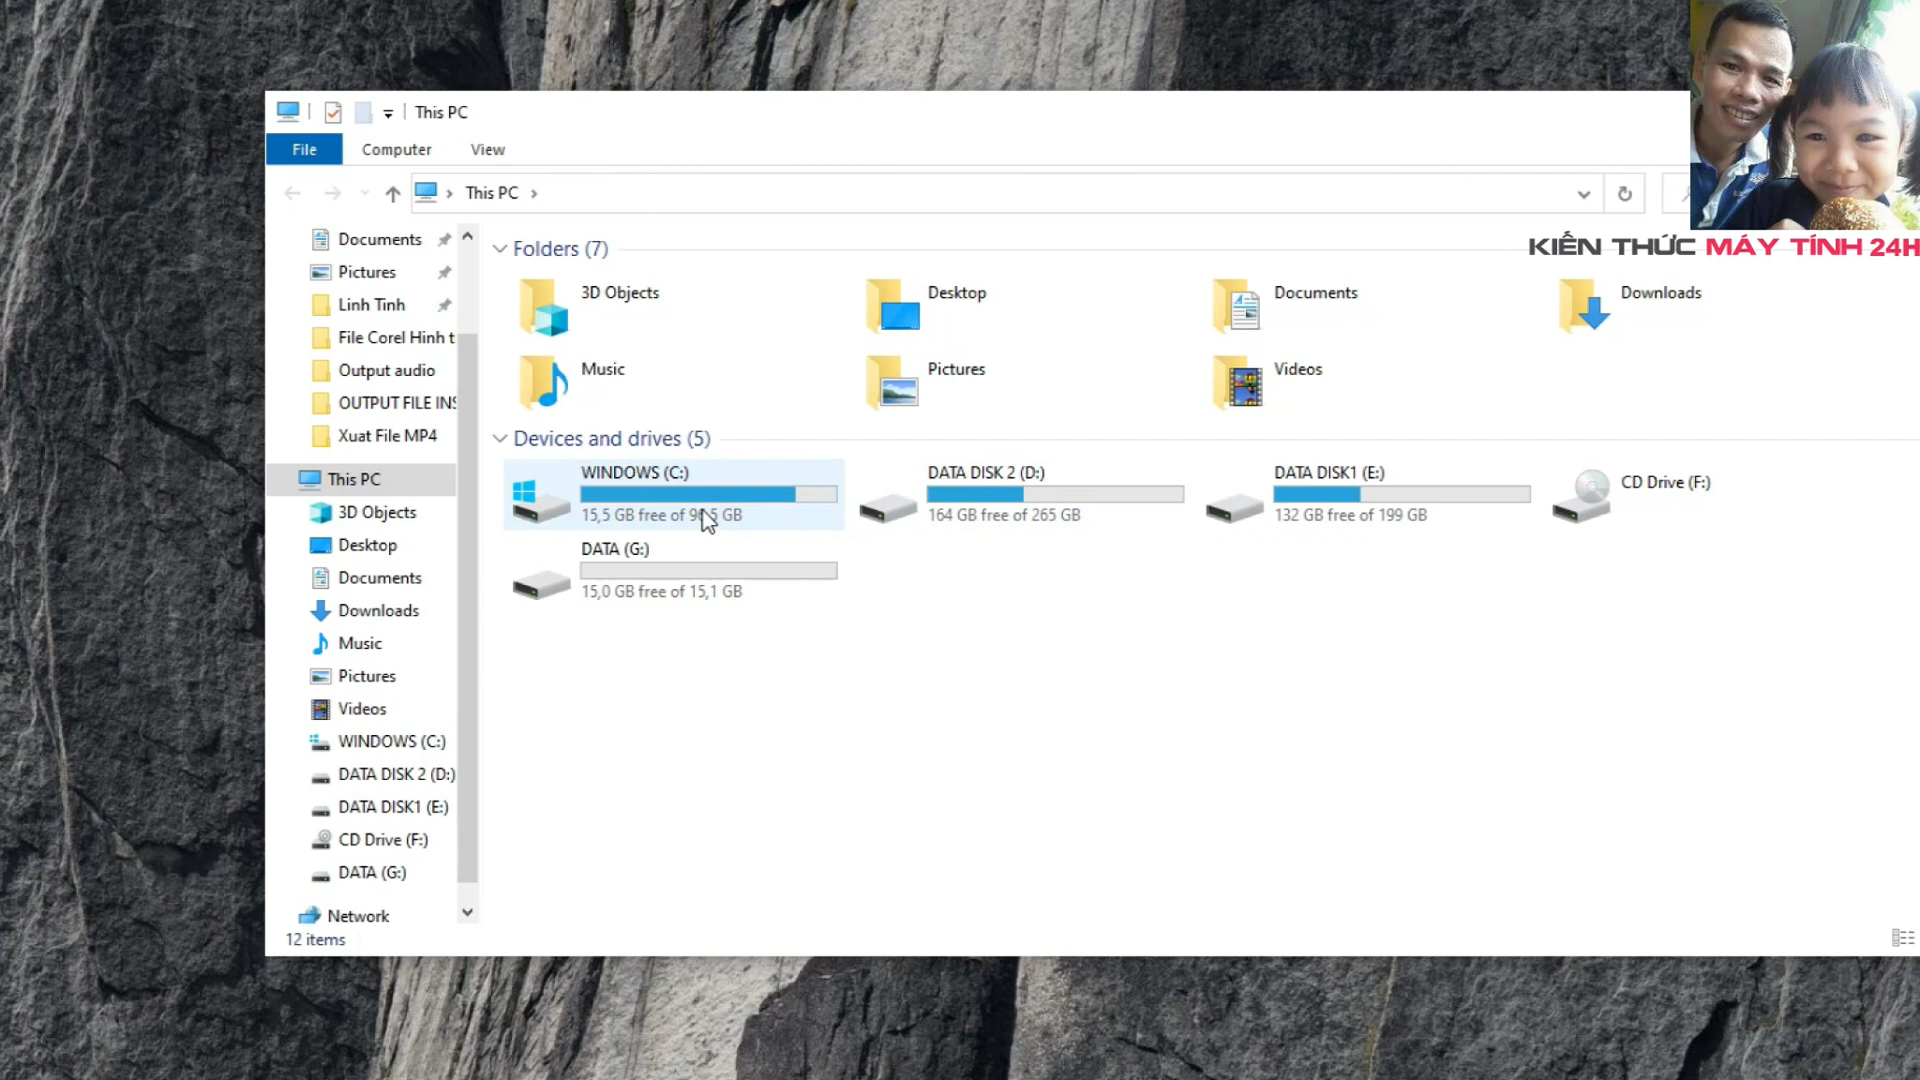 This PC
File Computer View
This PC
KIẾN THỨC MÁY TÍNH 24H
Documents
Pictures
Linh Tinh
File Corel Hinh t
Output audio
OUTPUT FILE INS
Xuat File MP4
This PC
3D Objects
Desktop
Documents
Downloads
Music
Pictures
Videos
WINDOWS (C:)
DATA DISK 2 (D:)
DATA DISK1 (E:)
CD Drive (F:)
DATA (G:)
Network
12 items
Folders (7)
3D Objects
Desktop
Documents
Downloads
Music
Pictures
Videos
Devices and drives (5)
WINDOWS (C:)
15,5 GB free of GB
DATA DISK 2 (D:)
164 GB free of 265 GB
DATA DISK1 (E:)
132 GB free of 199 GB
CD Drive (F:)
DATA (G:)
15,0 GB free of 15,1 GB